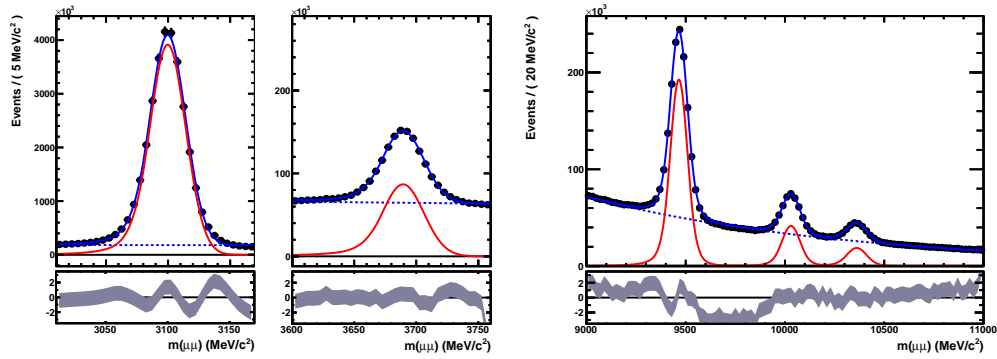 ×10³
Events / ( 5 MeV/c² )
4000
3000
2000
1000
0
2
0
-2
3050 3100 3150
m(μμ) (MeV/c²)
×10³
200
100
0
2
0
-2
3600 3650 3700 3750
m(μμ) (MeV/c²)
×10³
Events / ( 20 MeV/c² )
200
100
0
2
0
-2
9000 9500 10000 10500 11000
m(μμ) (MeV/c²)